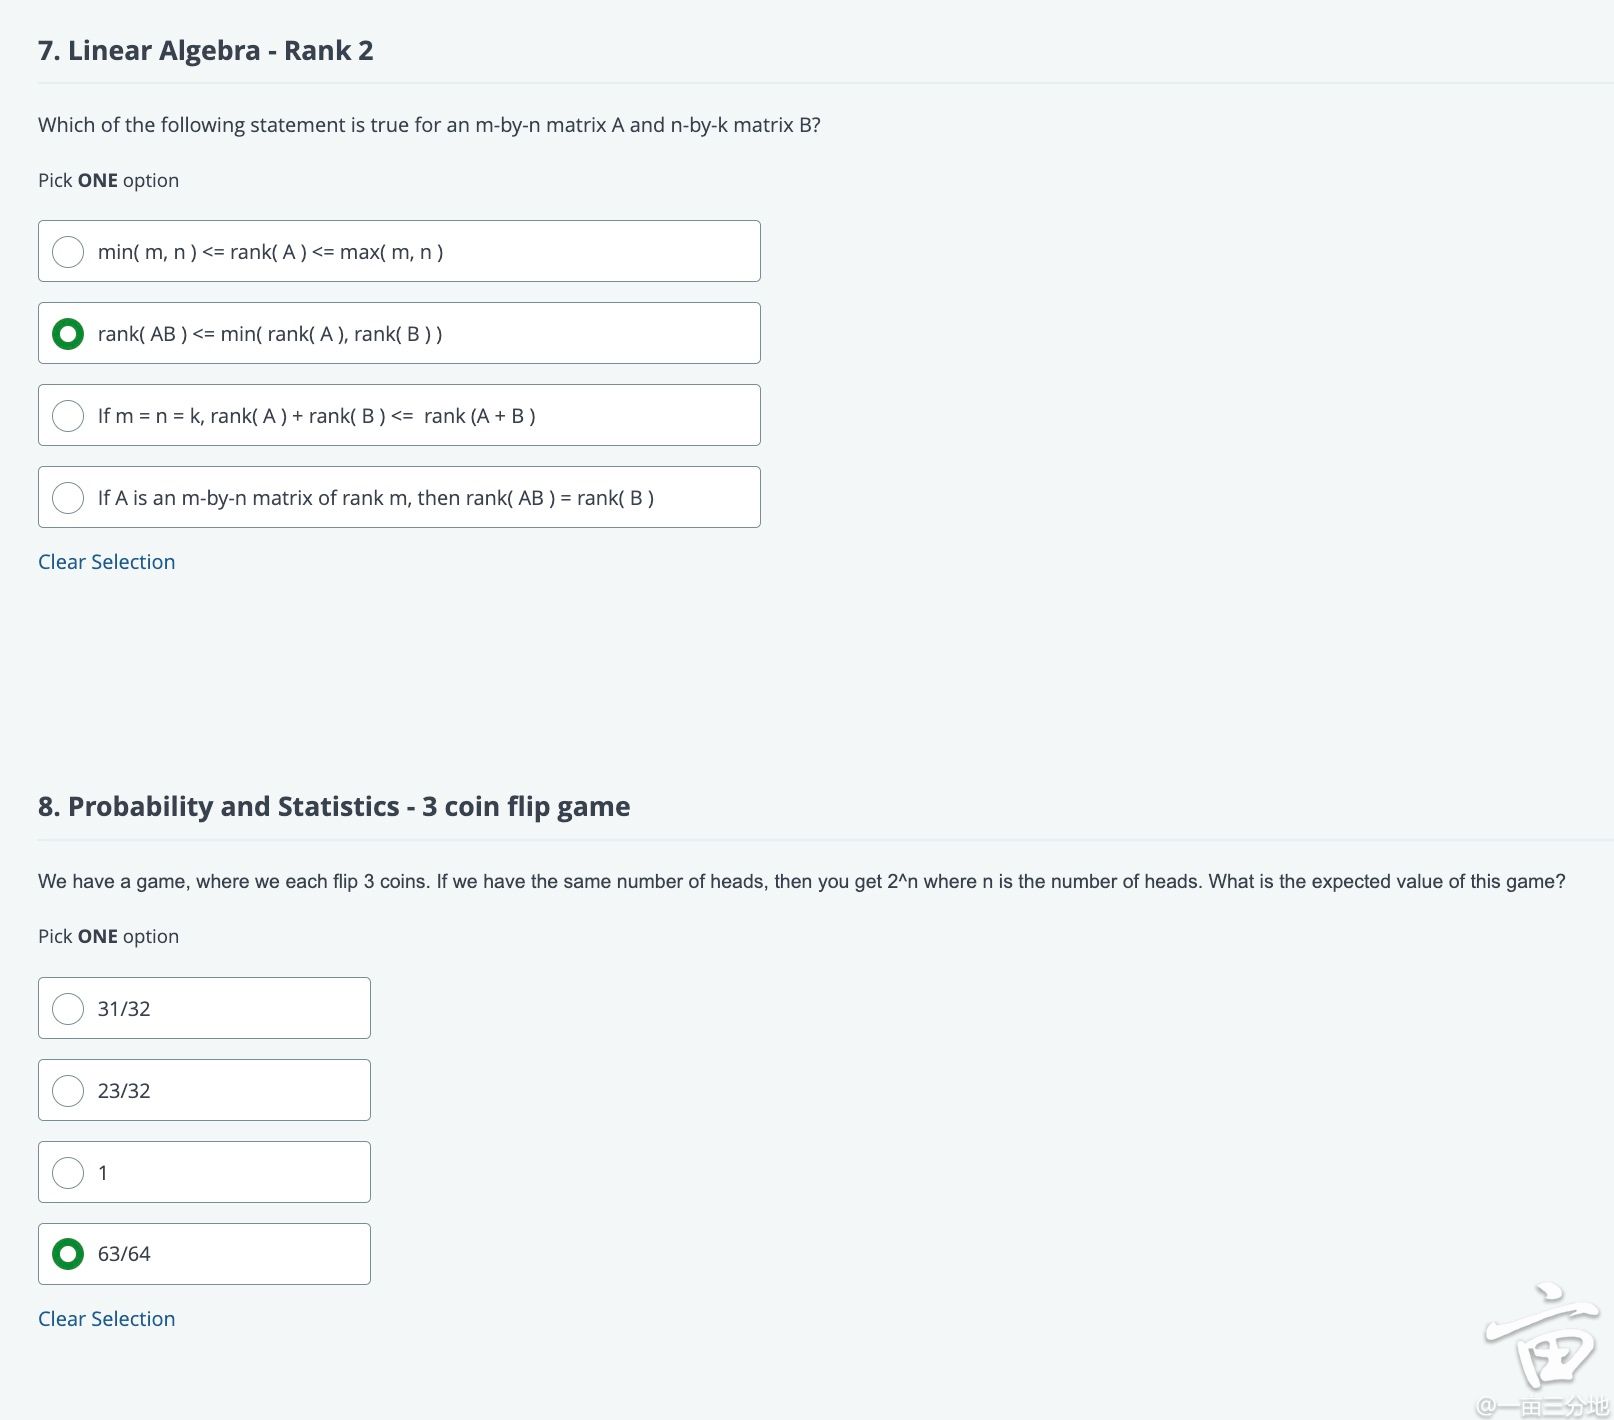 7. Linear Algebra - Rank 2
Which of the following statement is true for an m-by-n matrix A and n-by-k matrix B?
Pick ONE option
min( m, n ) <= rank( A ) <= max( m, n )
rank( AB ) <= min( rank( A ), rank( B ) )
If m = n = k, rank( A ) + rank( B ) <=  rank (A + B )
If A is an m-by-n matrix of rank m, then rank( AB ) = rank( B )
Clear Selection
8. Probability and Statistics - 3 coin flip game
We have a game, where we each flip 3 coins. If we have the same number of heads, then you get 2^n where n is the number of heads. What is the expected value of this game?
Pick ONE option
31/32
23/32
1
63/64
Clear Selection
亩
@一亩三分地